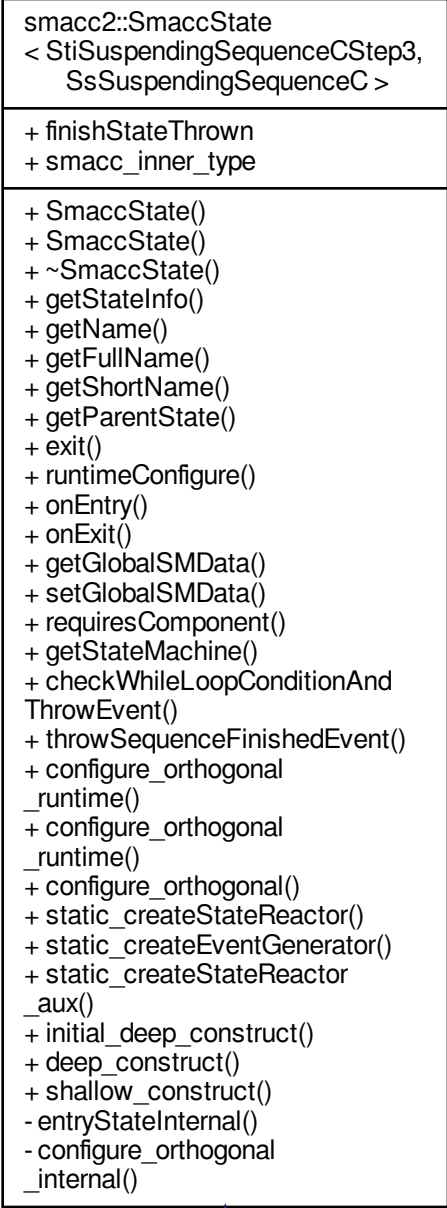 smacc2::SmaccState
< StiSuspendingSequenceCStep3,
SsSuspendingSequenceC >
+ finishStateThrown
+ smacc_inner_type
+ SmaccState()
+ SmaccState()
+ ~SmaccState()
+ getStateInfo()
+ getName()
+ getFullName()
+ getShortName()
+ getParentState()
+ exit()
+ runtimeConfigure()
+ onEntry()
+ onExit()
+ getGlobalSMData()
+ setGlobalSMData()
+ requiresComponent()
+ getStateMachine()
+ checkWhileLoopConditionAnd
ThrowEvent()
+ throwSequenceFinishedEvent()
+ configure_orthogonal
_runtime()
+ configure_orthogonal
_runtime()
+ configure_orthogonal()
+ static_createStateReactor()
+ static_createEventGenerator()
+ static_createStateReactor
_aux()
+ initial_deep_construct()
+ deep_construct()
+ shallow_construct()
- entryStateInternal()
- configure_orthogonal
_internal()